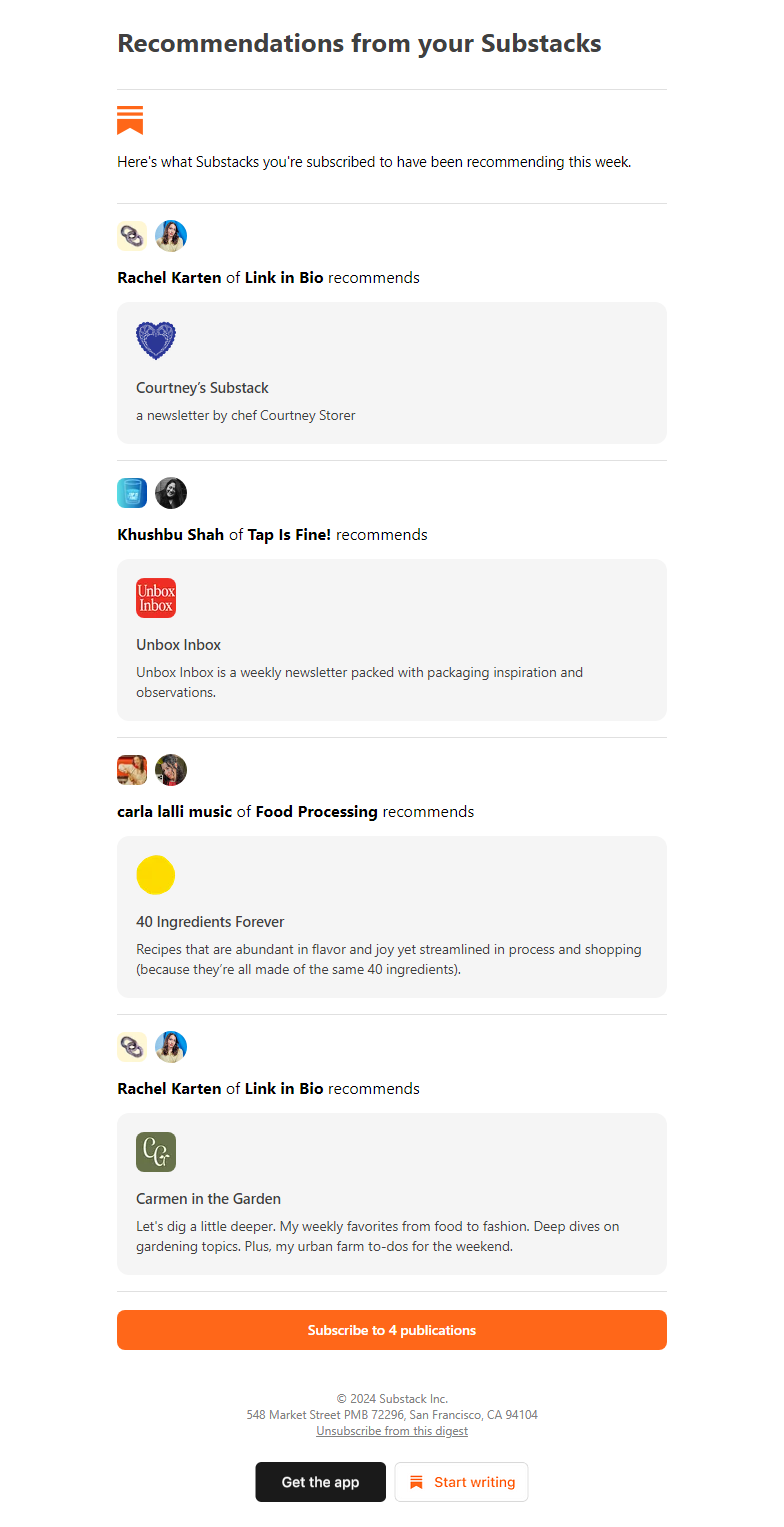 Recommendations from your Substacks
Here's what Substacks you're subscribed to have been recommending this week.
Rachel Karten of Link in Bio recommends
Courtney's Substack
a newsletter by chef Courtney Storer
Khushbu Shah of Tap Is Fine! recommends
Unbox
Inbox
Unbox Inbox
Unbox Inbox is a weekly newsletter packed with packaging inspiration and
observations.
carla lalli music of Food Processing recommends
40 Ingredients Forever
Recipes that are abundant in flavor and joy yet streamlined in process and shopping
(because they're all made of the same 40 ingredients).
Rachel Karten of Link in Bio recommends
CG
Carmen in the Garden
Let's dig a little deeper. My weekly favorites from food to fashion. Deep dives on
gardening topics. Plus, my urban farm to-dos for the weekend.
Subscribe to 4 publications
© 2024 Substack Inc.
548 Market Street PMB 72296, San Francisco, CA 94104
Unsubscribe from this digest
Get the app
Start writing